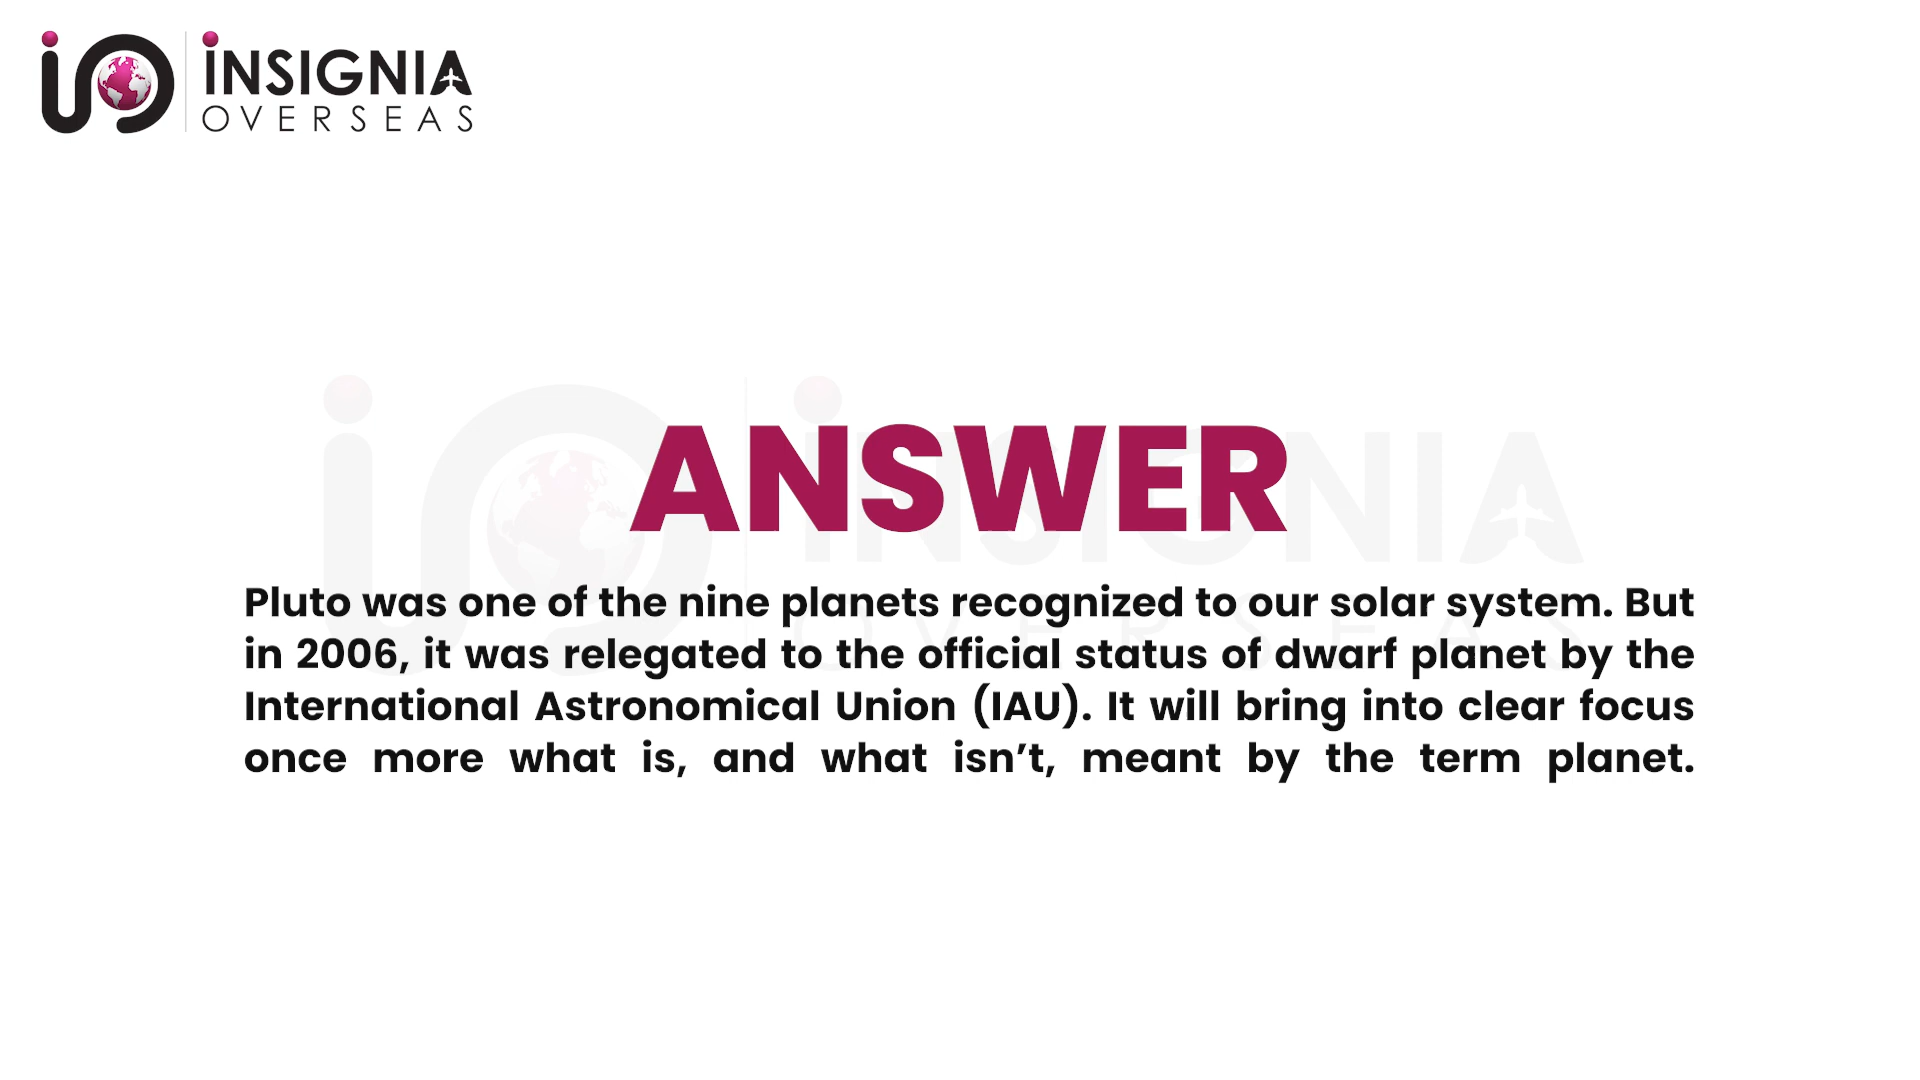 INSIGNIA
OVERSEAS
ANSWER
Pluto was one of the nine planets recognized to our solar system. But
in 2006, it was relegated to the official status of dwarf planet by the
International Astronomical Union (IAU). It will bring into clear focus
once more what is, and what isn’t, meant by the term planet.